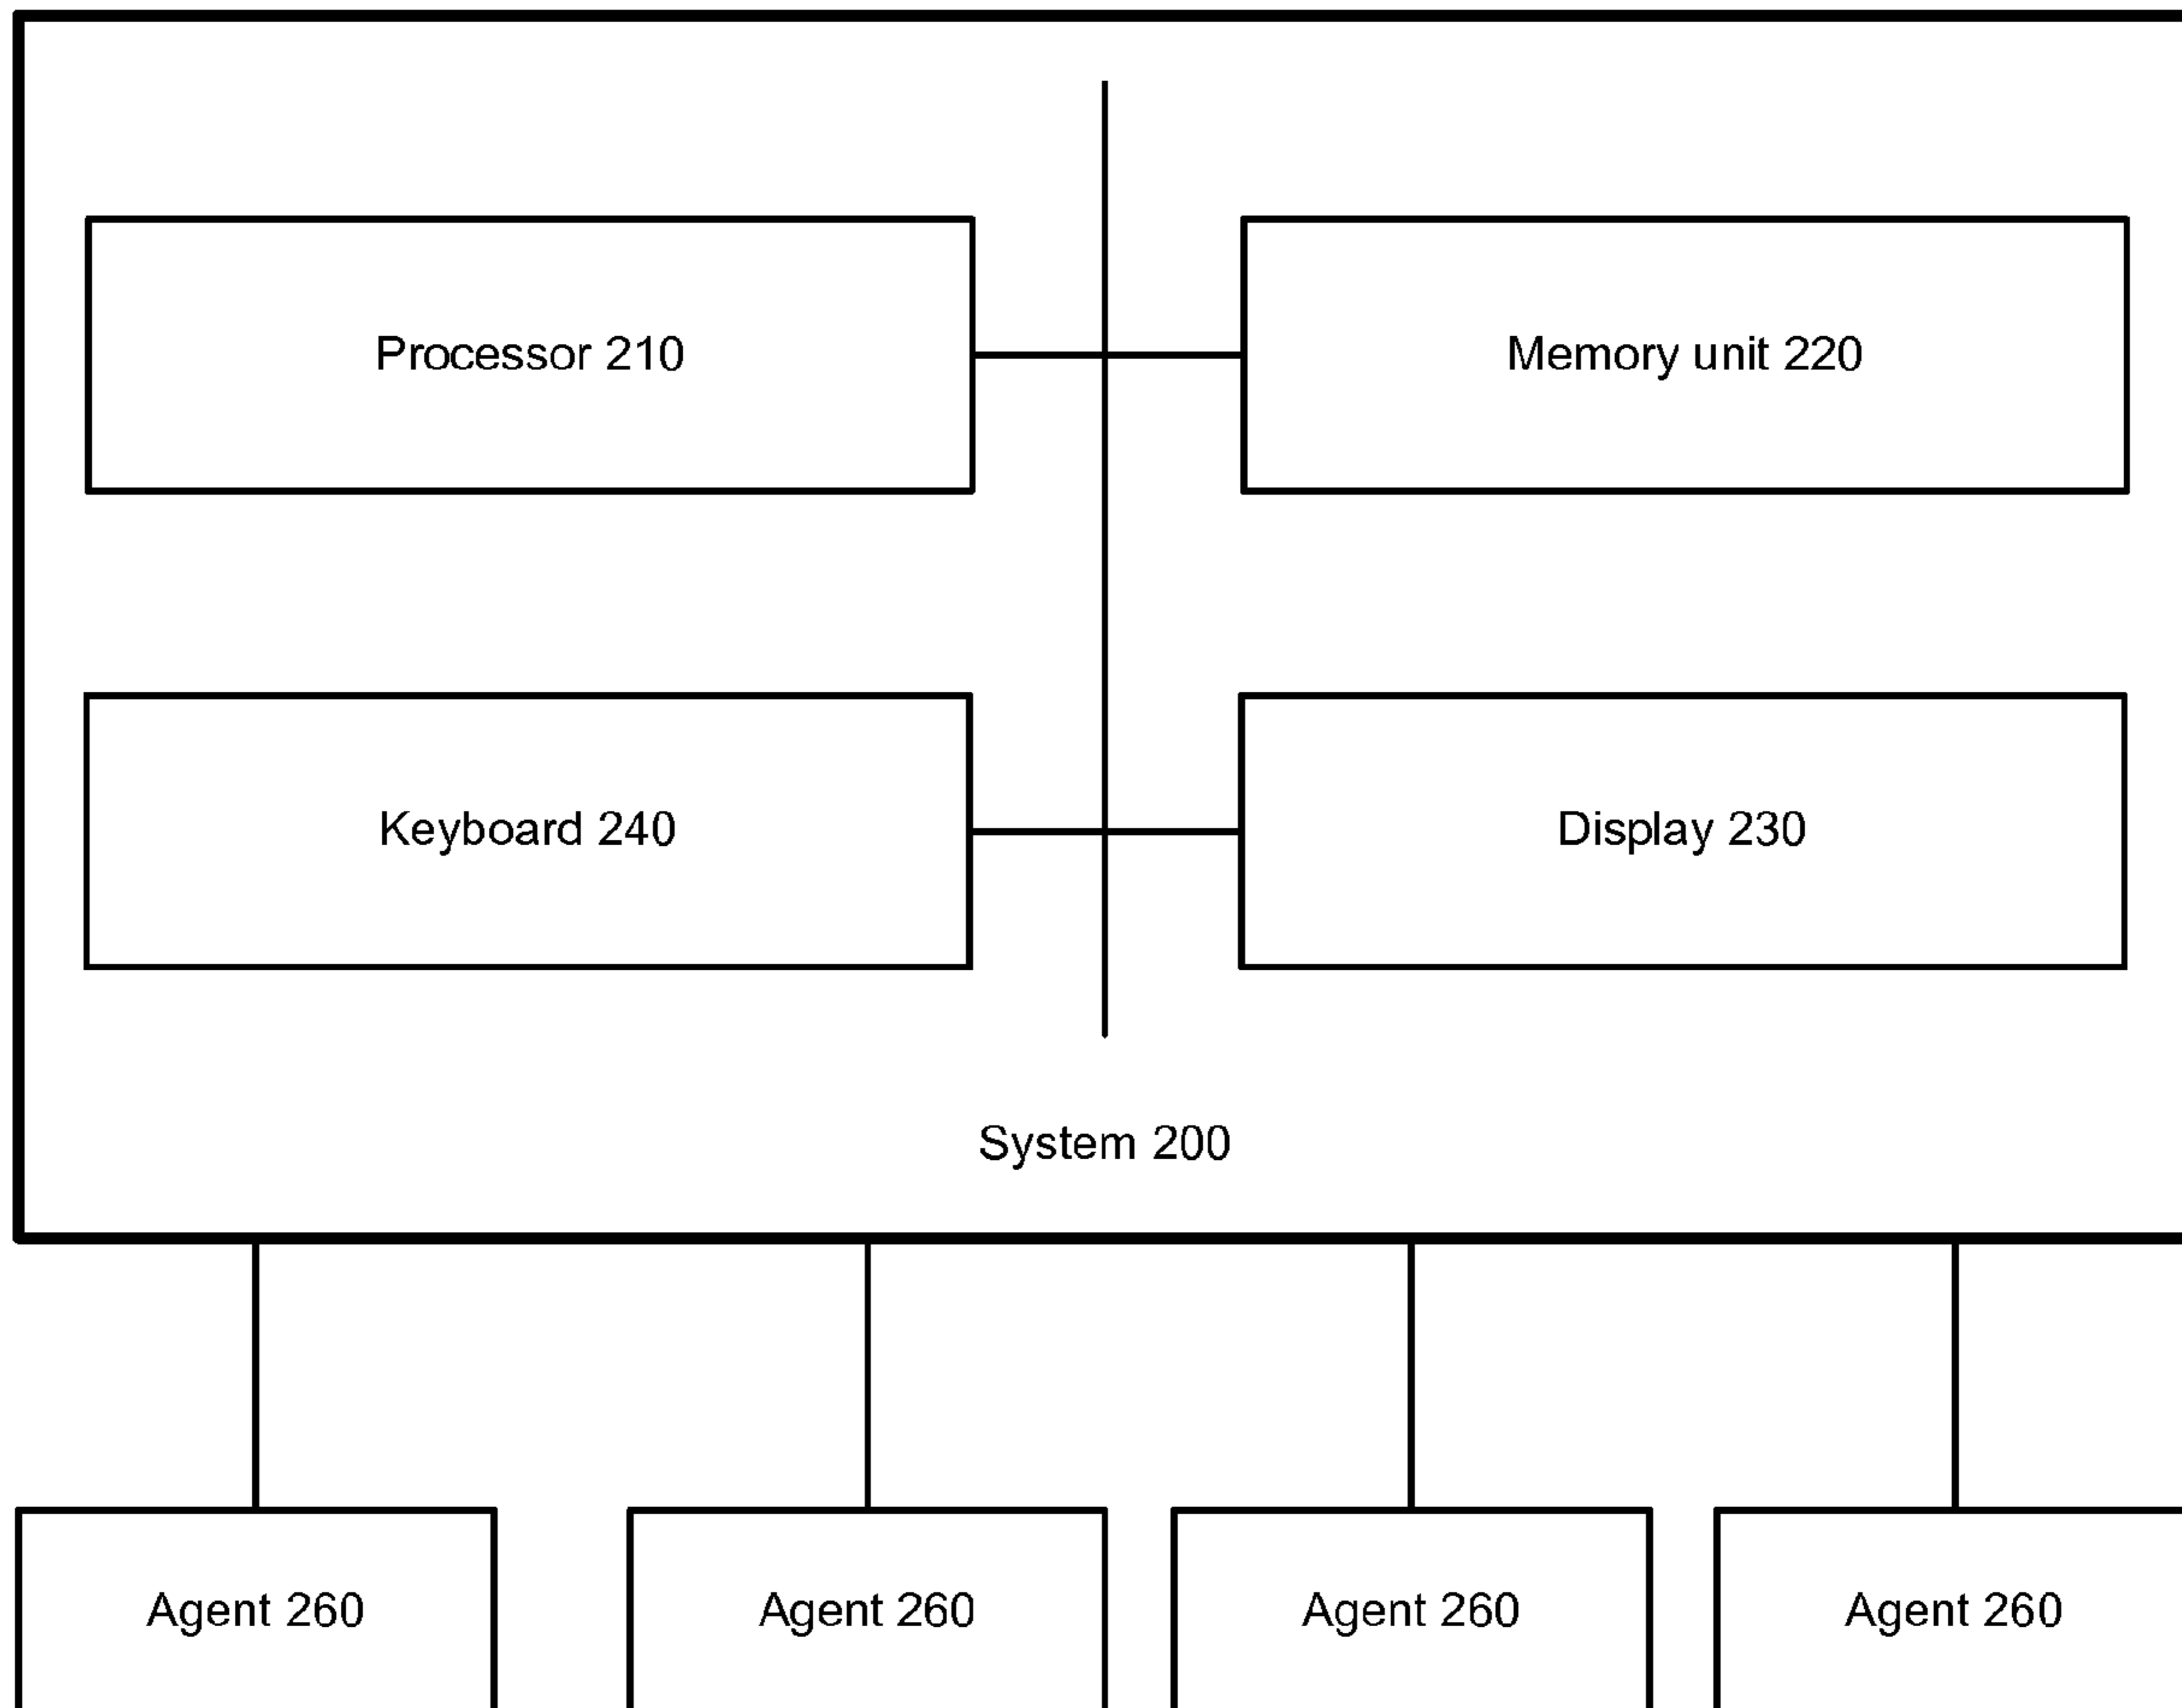 Processor 210
Memory unit 220
Keyboard 240
Display 230
System 200
Agent 260
Agent 260
Agent 260
Agent 260